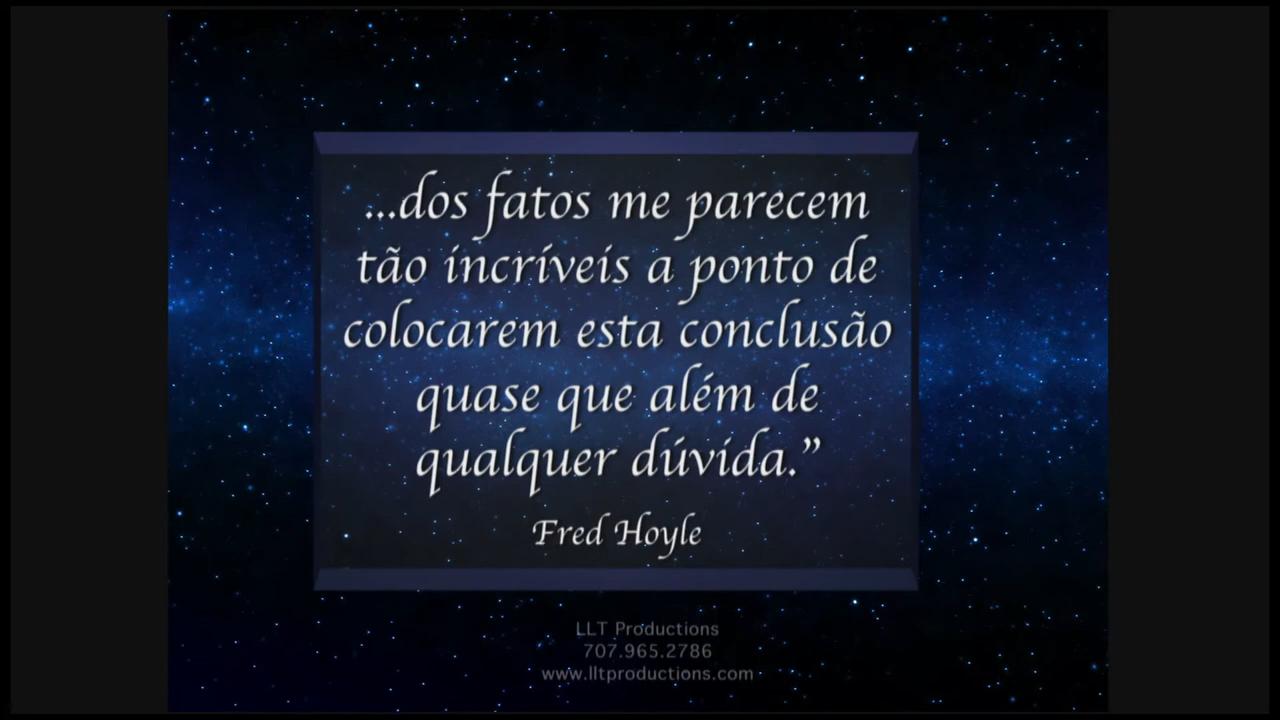 ...dos fatos me parecem
tão incríveis a ponto de
colocarem esta conclusão
quase que além de
qualquer dúvida.”
Fred Hoyle
LLT Productions
707.965.2786
www.lltproductions.com